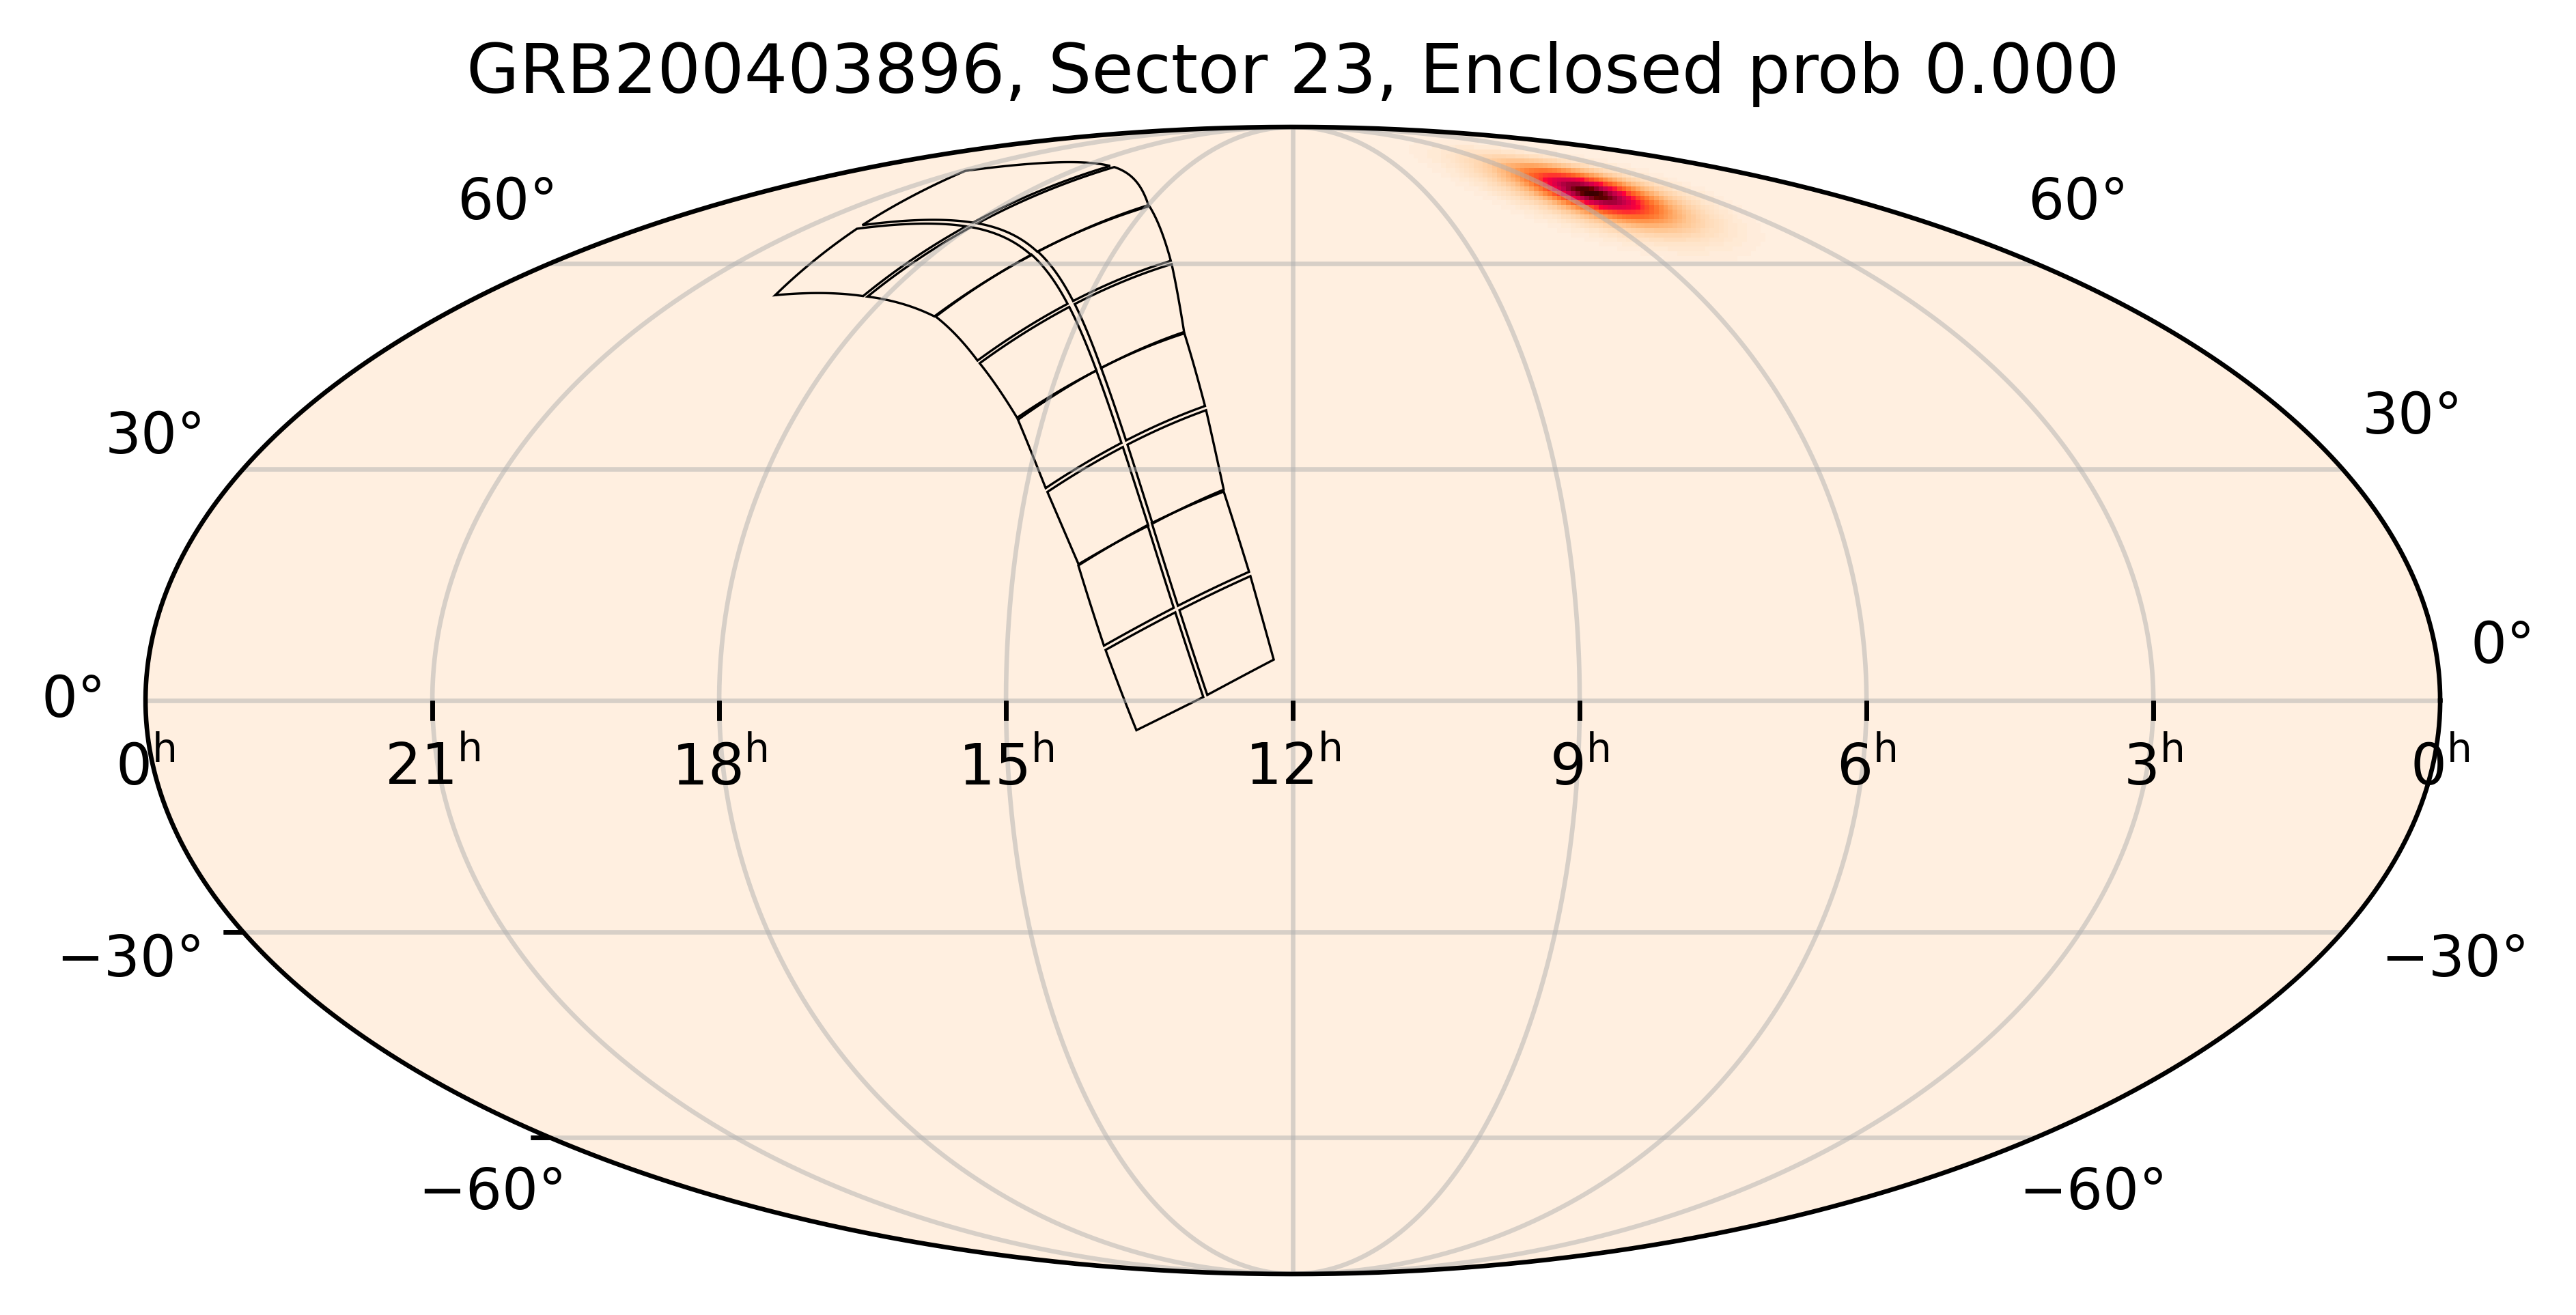 GRB200403896, Sector 23, Enclosed prob 0.000
60° 60°
30° 30°
0° 0°
0ʰ 21ʰ 18ʰ 15ʰ 12ʰ 9ʰ 6ʰ 3ʰ 0ʰ
−30° −30°
−60° −60°